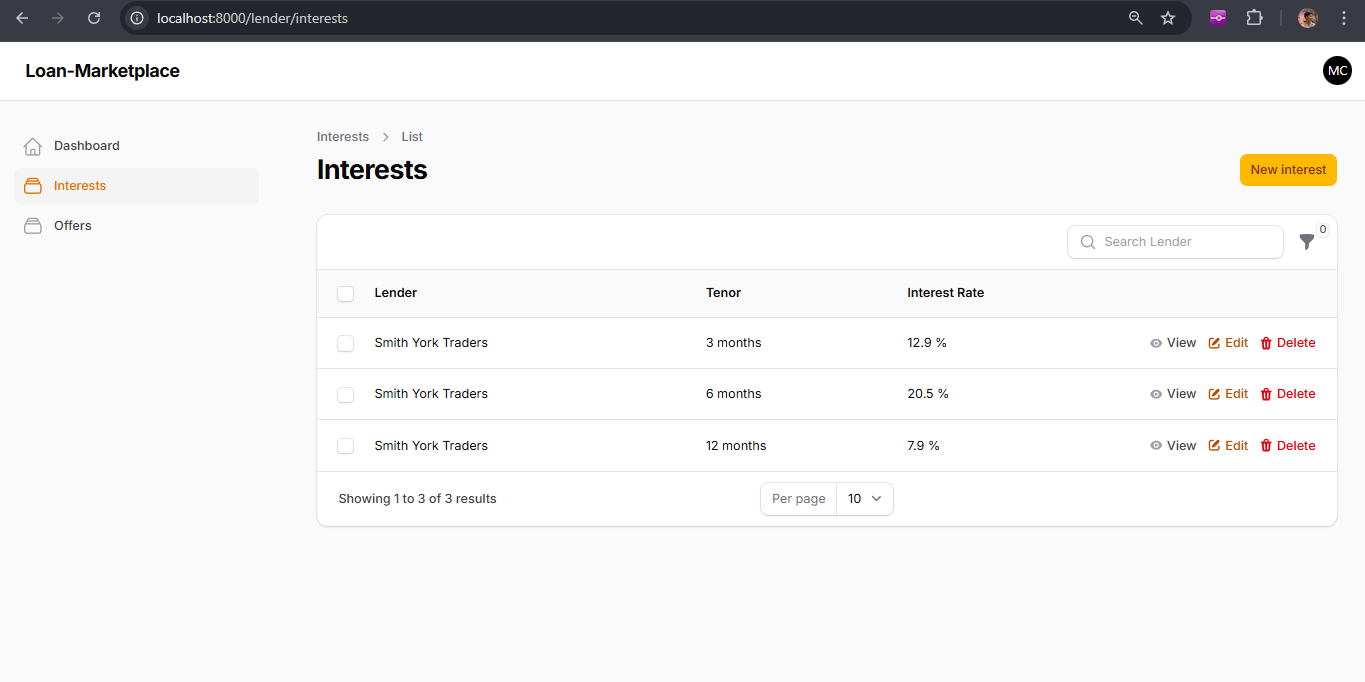 localhost:8000/lender/interests
Loan-Marketplace
MC
Dashboard
Interests
Offers
Interests > List
Interests
New interest
Search Lender
0
Lender Tenor Interest Rate
Smith York Traders 3 months 12.9 % View Edit Delete
Smith York Traders 6 months 20.5 % View Edit Delete
Smith York Traders 12 months 7.9 % View Edit Delete
Showing 1 to 3 of 3 results Per page 10